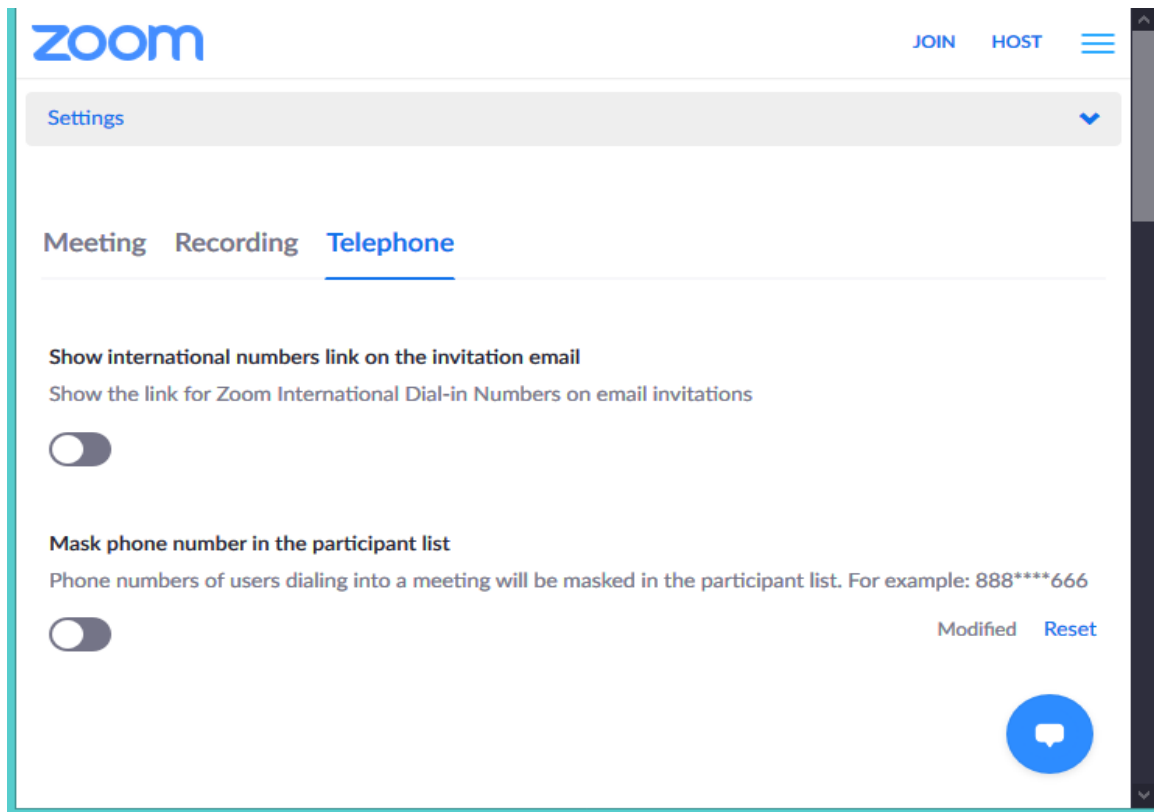 zoom
JOIN HOST
Settings
Meeting Recording Telephone
Show international numbers link on the invitation email
Show the link for Zoom International Dial-in Numbers on email invitations
Mask phone number in the participant list
Phone numbers of users dialing into a meeting will be masked in the participant list. For example: 888****666
Modified Reset